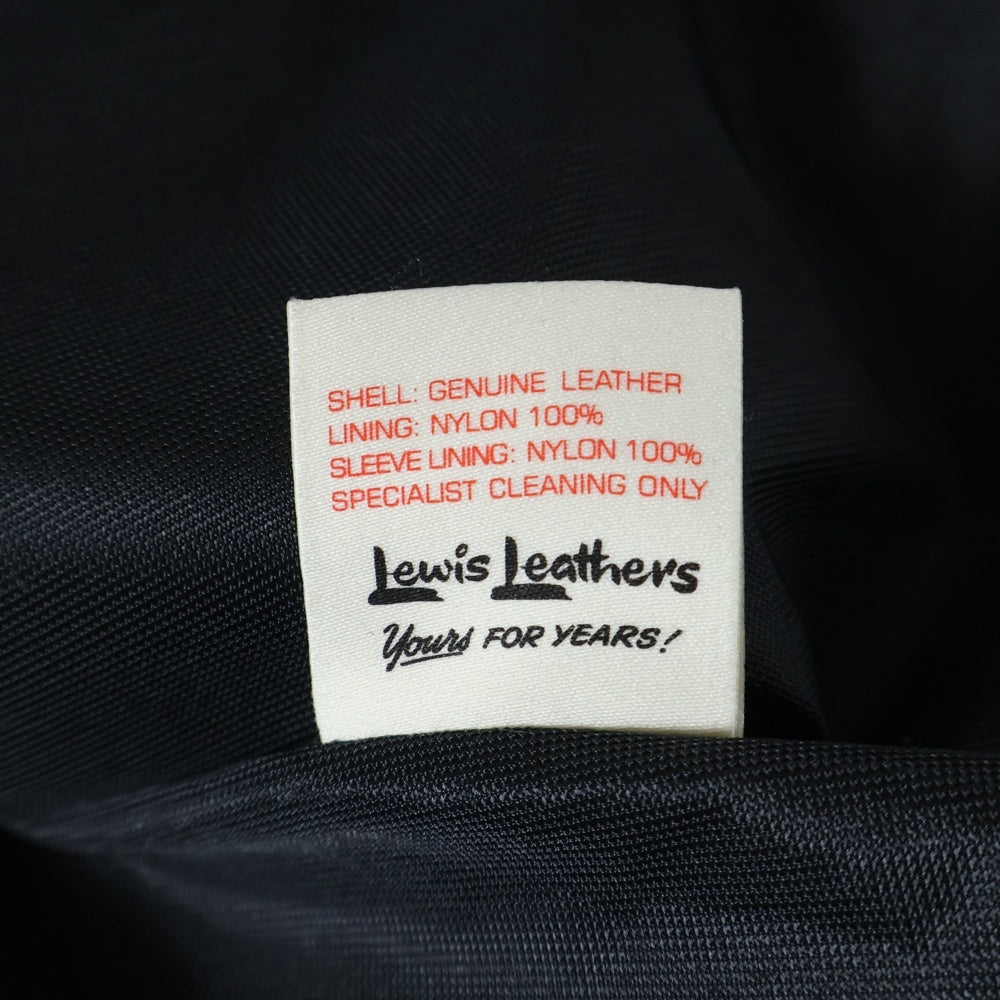 SHELL: GENUINE LEATHER
LINING: NYLON 100%
SLEEVE LINING: NYLON 100%
SPECIALIST CLEANING ONLY
Lewis Leathers
Yours FOR YEARS!